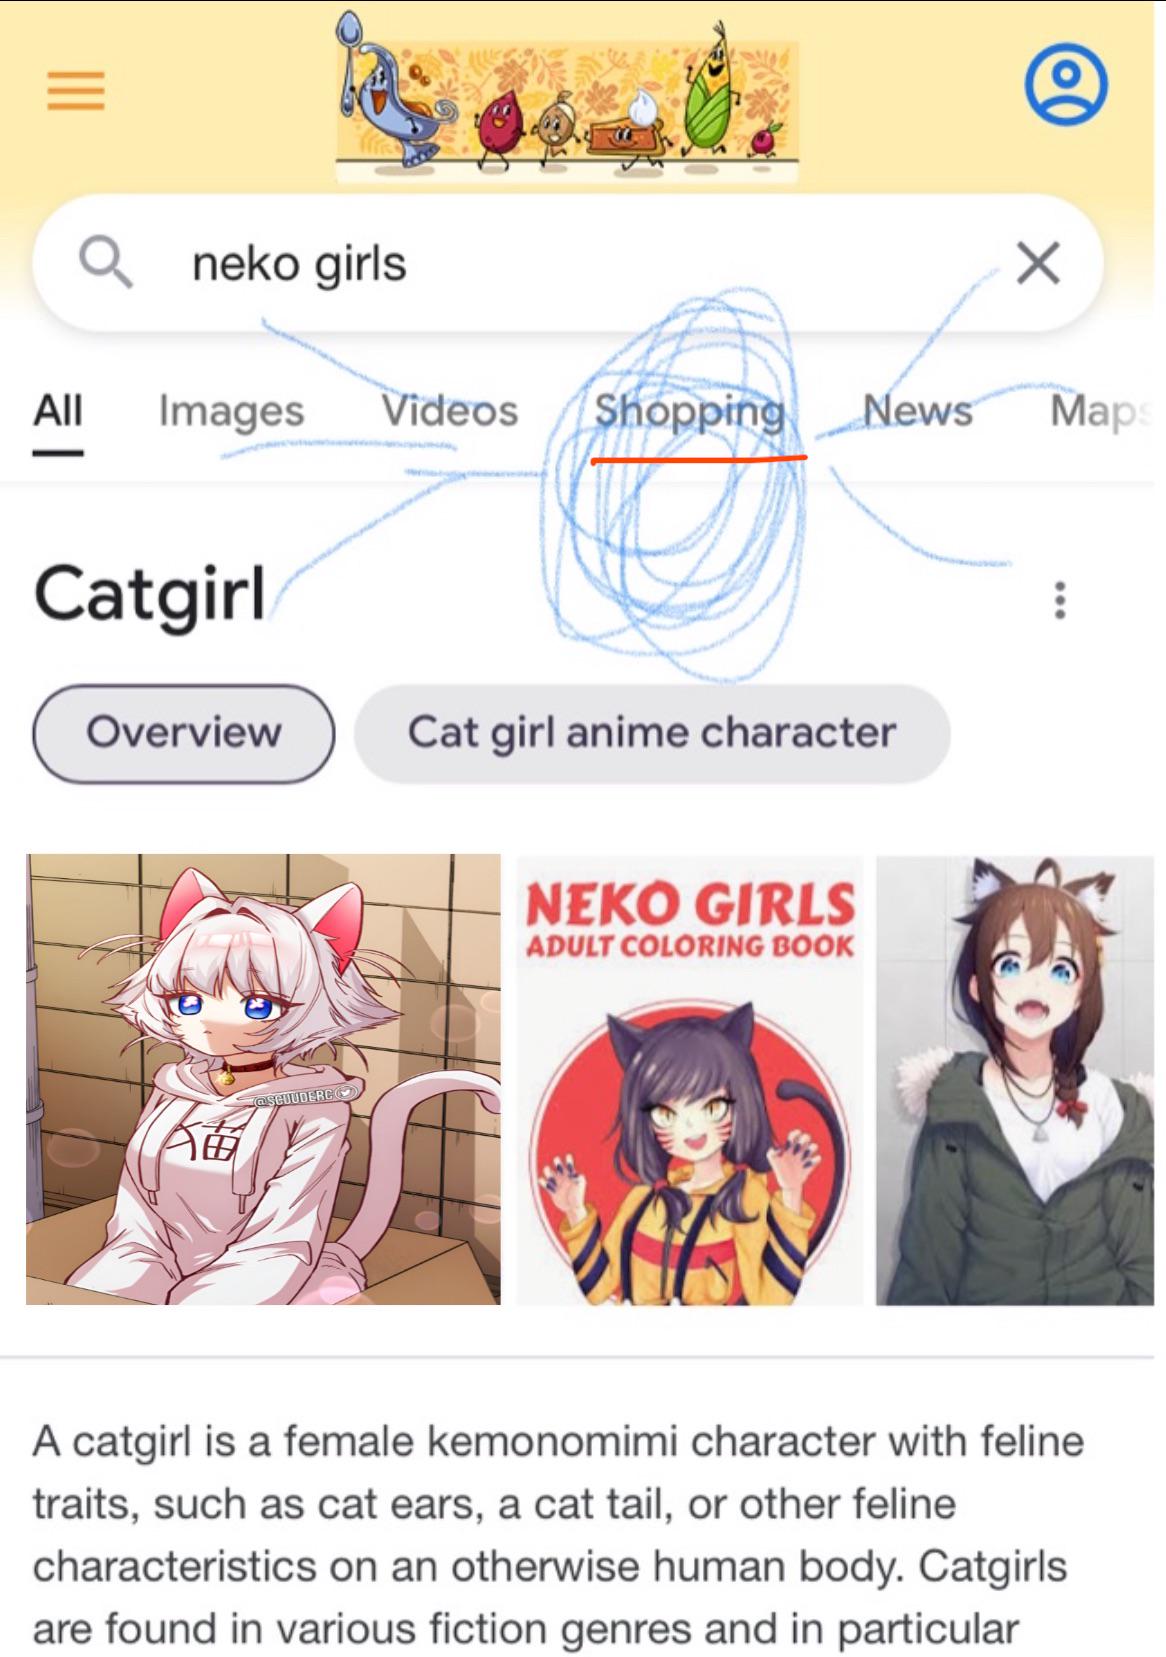 neko girls
All Images Videos Shopping News Maps
Catgirl
Overview Cat girl anime character
@SCUUDERC
猫
NEKO GIRLS
ADULT COLORING BOOK
A catgirl is a female kemonomimi character with feline
traits, such as cat ears, a cat tail, or other feline
characteristics on an otherwise human body. Catgirls
are found in various fiction genres and in particular